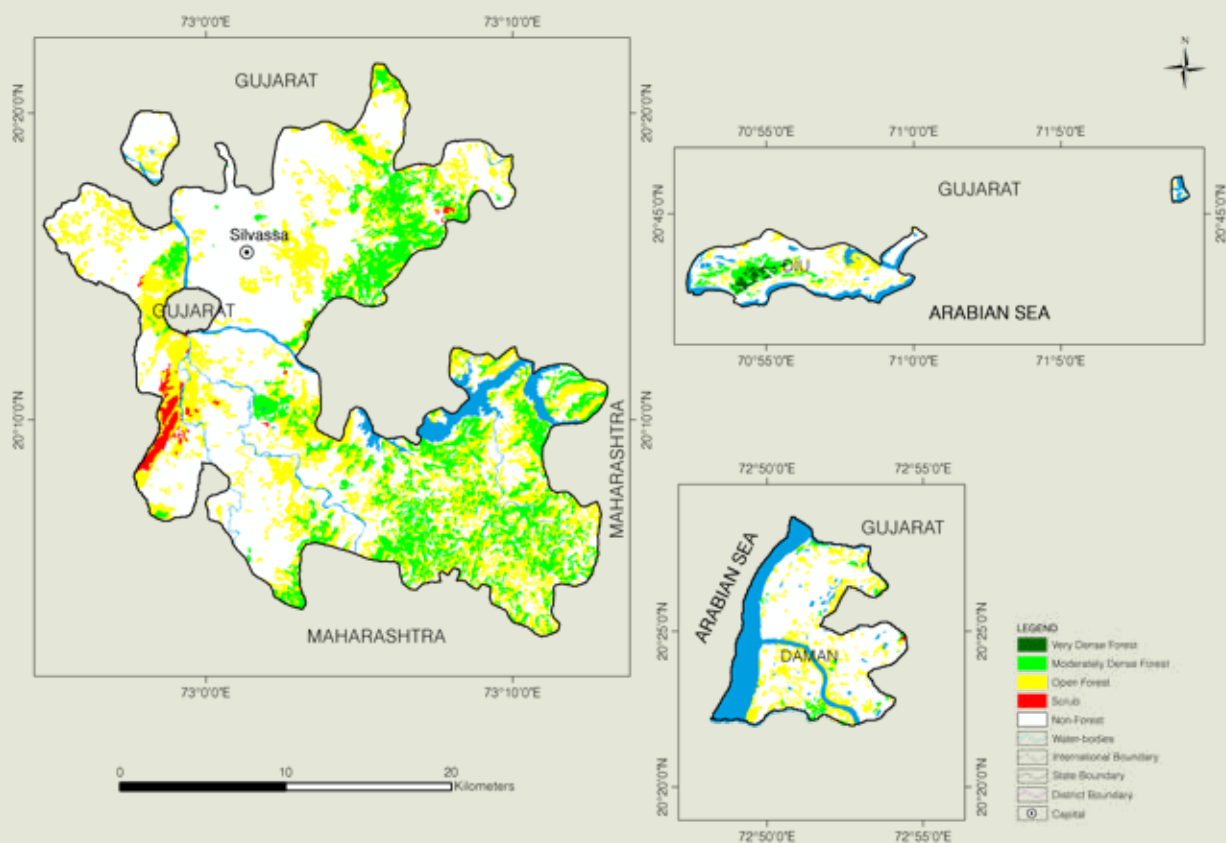 73°0'0"E
73°10'0"E
GUJARAT
20°20'0"N
20°20'0"N
Silvassa
GUJARAT
20°10'0"N
20°10'0"N
MAHARASHTRA
MAHARASHTRA
73°0'0"E
73°10'0"E
0
10
20
Kilometers
N
70°55'0"E
71°0'0"E
71°5'0"E
GUJARAT
20°45'0"N
20°45'0"N
DIU
ARABIAN SEA
70°55'0"E
71°0'0"E
71°5'0"E
72°50'0"E
72°55'0"E
GUJARAT
ARABIAN SEA
20°25'0"N
20°25'0"N
DAMAN
20°20'0"N
20°20'0"N
72°50'0"E
72°55'0"E
LEGEND
Very Dense Forest
Moderately Dense Forest
Open Forest
Scrub
Non-Forest
Water-bodies
International Boundary
State Boundary
District Boundary
Capital